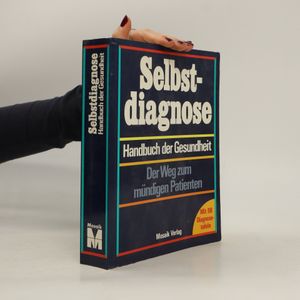 Selbst-
diagnose
Handbuch der Gesundheit
Der Weg zum
mündigen Patienten
Mosaik Verlag
Selbstdiagnose
Handbuch der Gesundheit
Mosaik
M